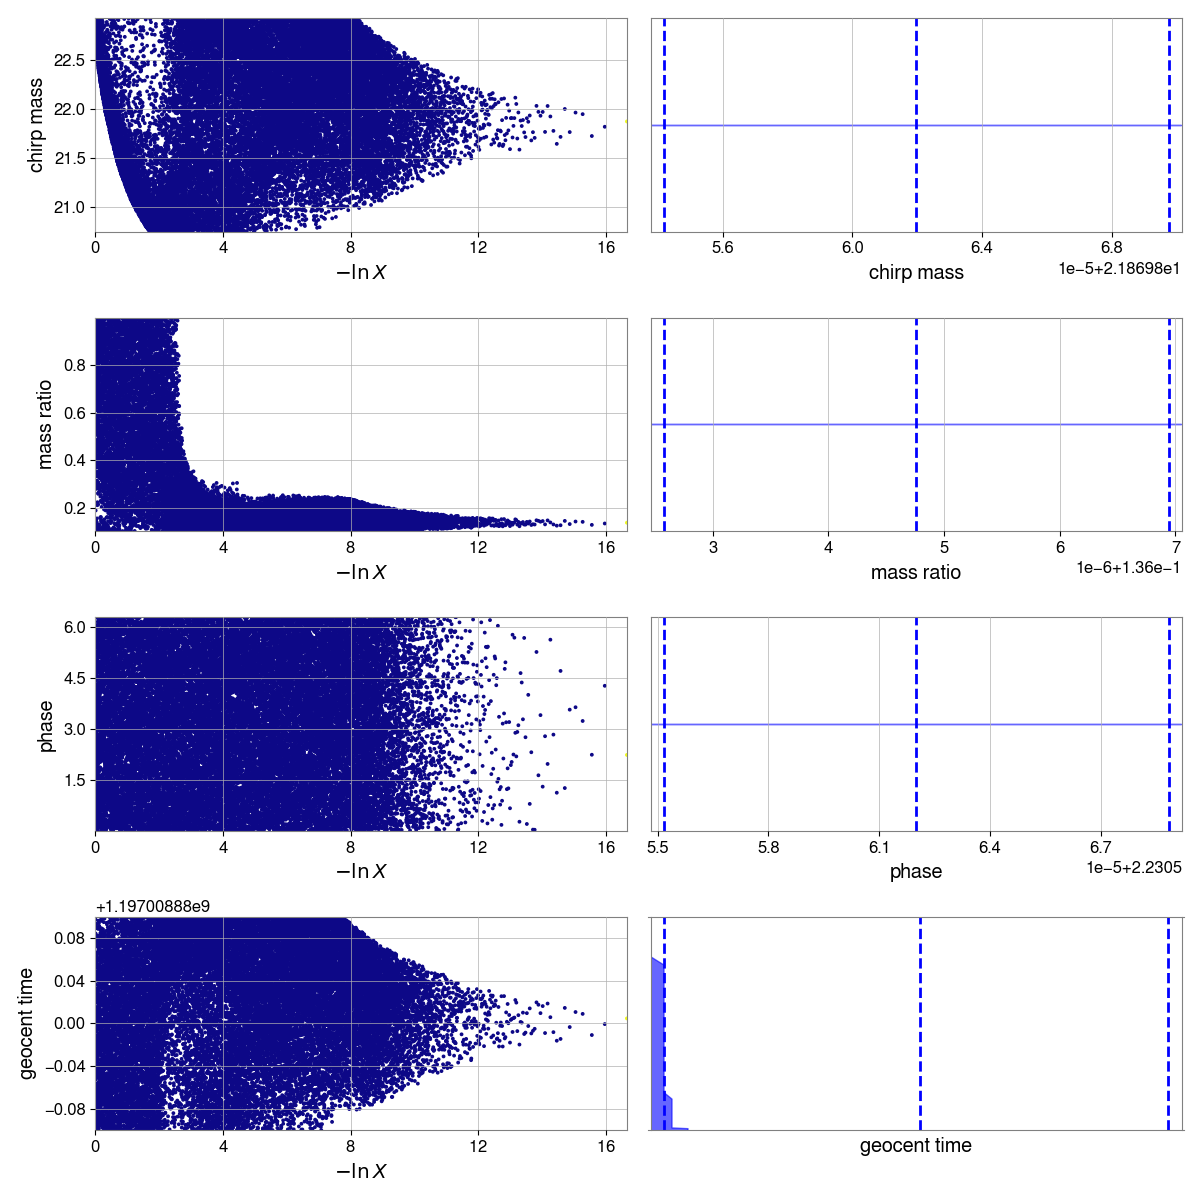 22.5
22.0
21.5
21.0
chirp mass
0 4 8 12 16
−ln X
5.6 6.0 6.4 6.8
1e−5+2.18698e1
chirp mass
0.8
0.6
0.4
0.2
mass ratio
0 4 8 12 16
−ln X
3 4 5 6 7
1e−6+1.36e−1
mass ratio
6.0
4.5
3.0
1.5
phase
0 4 8 12 16
−ln X
5.5 5.8 6.1 6.4 6.7
1e−5+2.2305
phase
+1.19700888e9
0.08
0.04
0.00
−0.04
−0.08
geocent time
0 4 8 12 16
−ln X
geocent time